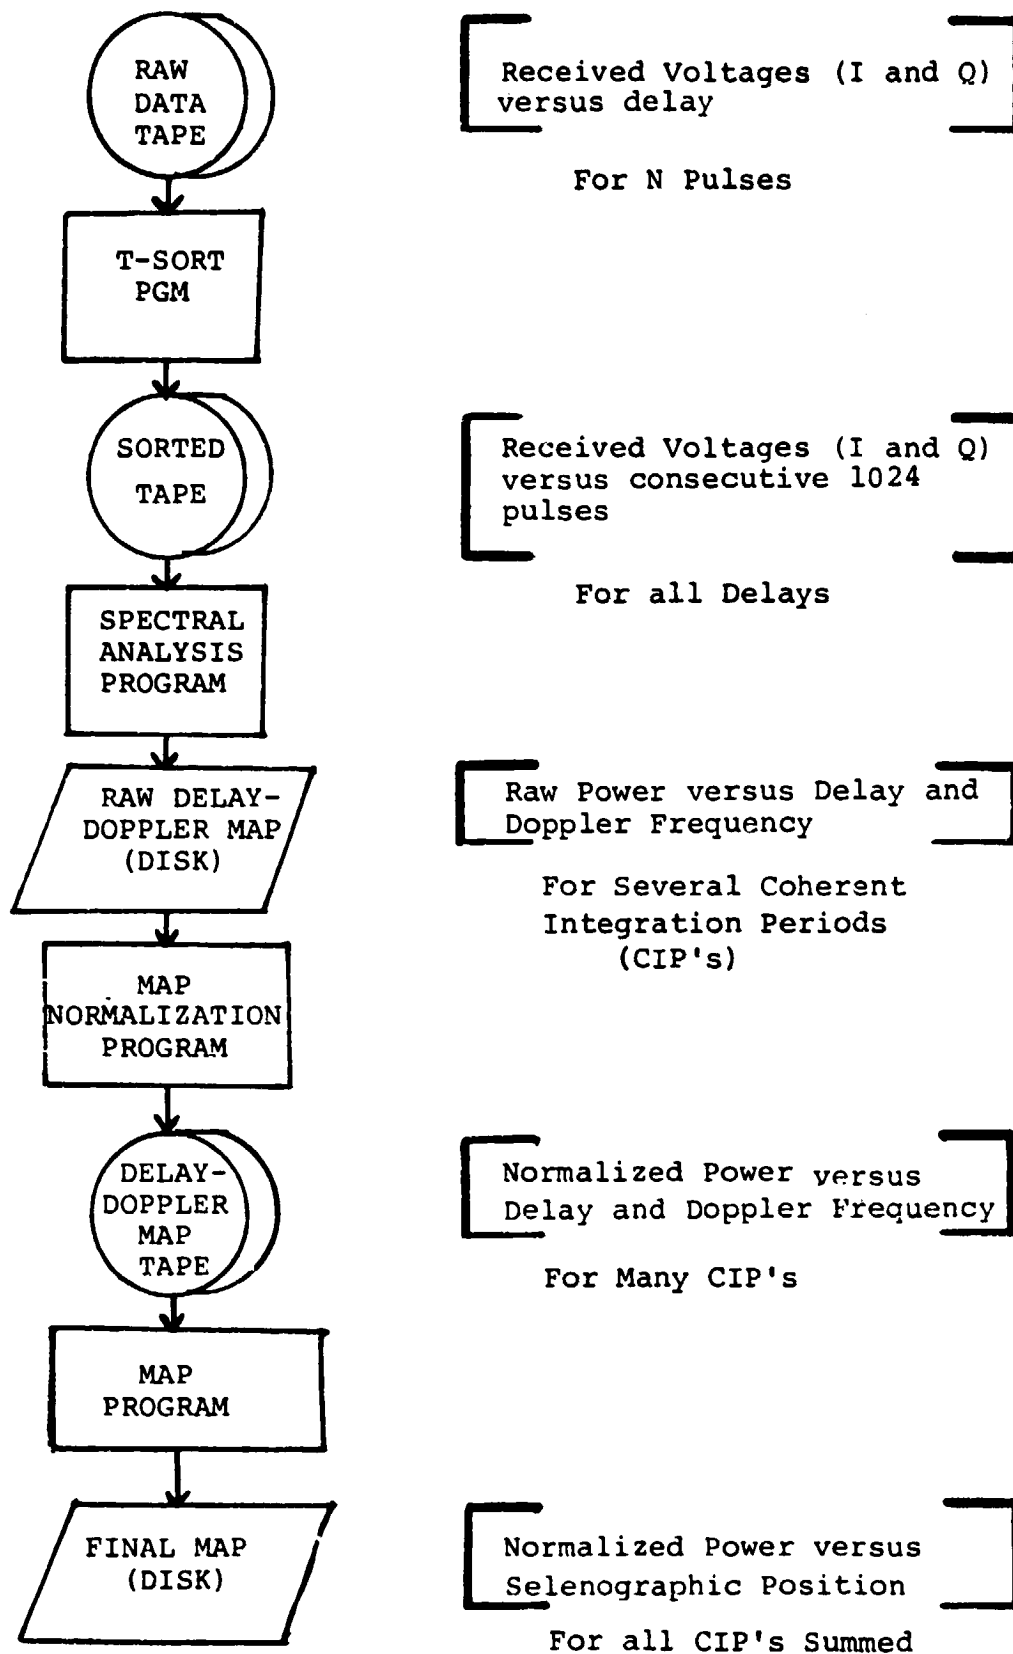 RAW
DATA
TAPE
Received Voltages (I and Q)
versus delay
For N Pulses
T-SORT
PGM
SORTED
TAPE
Received Voltages (I and Q)
versus consecutive 1024
pulses
For all Delays
SPECTRAL
ANALYSIS
PROGRAM
RAW DELAY-
DOPPLER MAP
(DISK)
Raw Power versus Delay and
Doppler Frequency
For Several Coherent
Integration Periods
(CIP's)
MAP
NORMALIZATION
PROGRAM
DELAY-
DOPPLER
MAP
TAPE
Normalized Power versus
Delay and Doppler Frequency
For Many CIP's
MAP
PROGRAM
FINAL MAP
(DISK)
Normalized Power versus
Selenographic Position
For all CIP's Summed